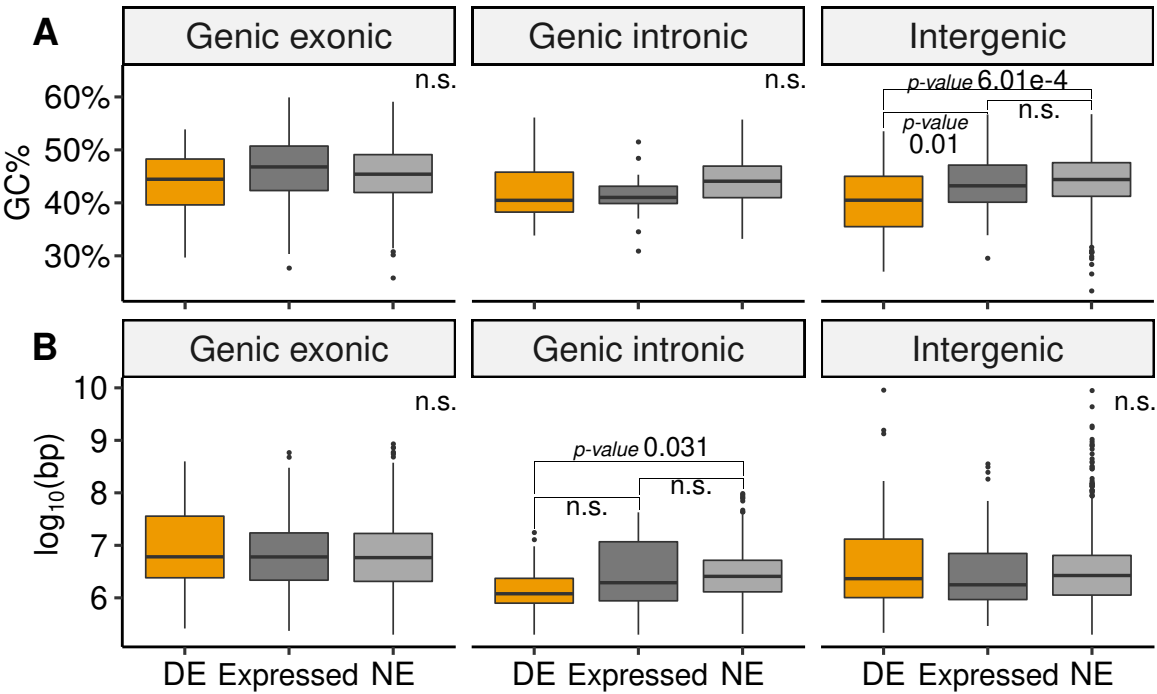 A
Genic exonic
Genic intronic
Intergenic
GC%
60%
50%
40%
30%
n.s.
n.s.
p-value 6.01e-4
n.s.
p-value
0.01
B
Genic exonic
Genic intronic
Intergenic
log₁₀(bp)
10
9
8
7
6
n.s.
p-value 0.031
n.s.
n.s.
n.s.
DE Expressed NE
DE Expressed NE
DE Expressed NE